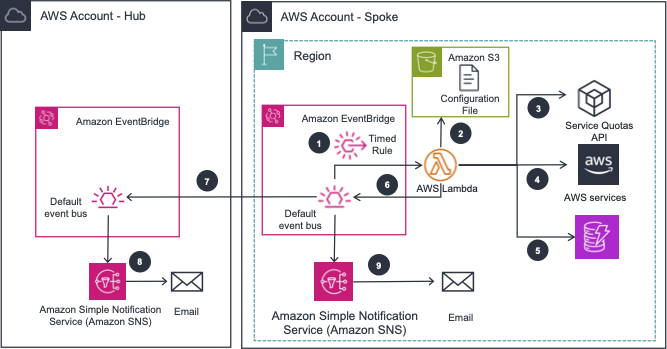 AWS Account - Hub
AWS Account - Spoke
Region
Amazon S3
Configuration
File
Amazon EventBridge
Amazon EventBridge
1
Timed
Rule
2
3
Service Quotas
API
4
aws
AWS services
AWS Lambda
5
6
7
Default
event bus
Default
event bus
8
9
Amazon Simple Notification
Service (Amazon SNS)
Email
Amazon Simple Notification
Service (Amazon SNS)
Email